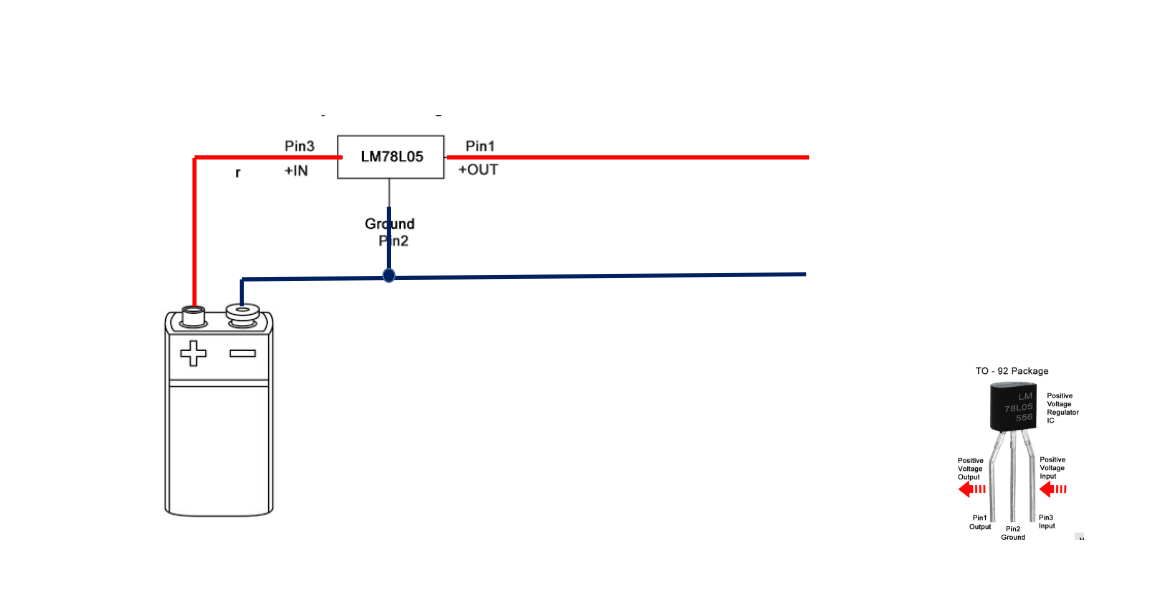 Pin3
LM78L05
Pin1
r
+IN
+OUT
Ground
Pin2
TO - 92 Package
LM
78L05
556
Positive
Voltage
Regulator
IC
Positive
Voltage
Output
Positive
Voltage
Input
Pin1
Output
Pin2
Ground
Pin3
Input